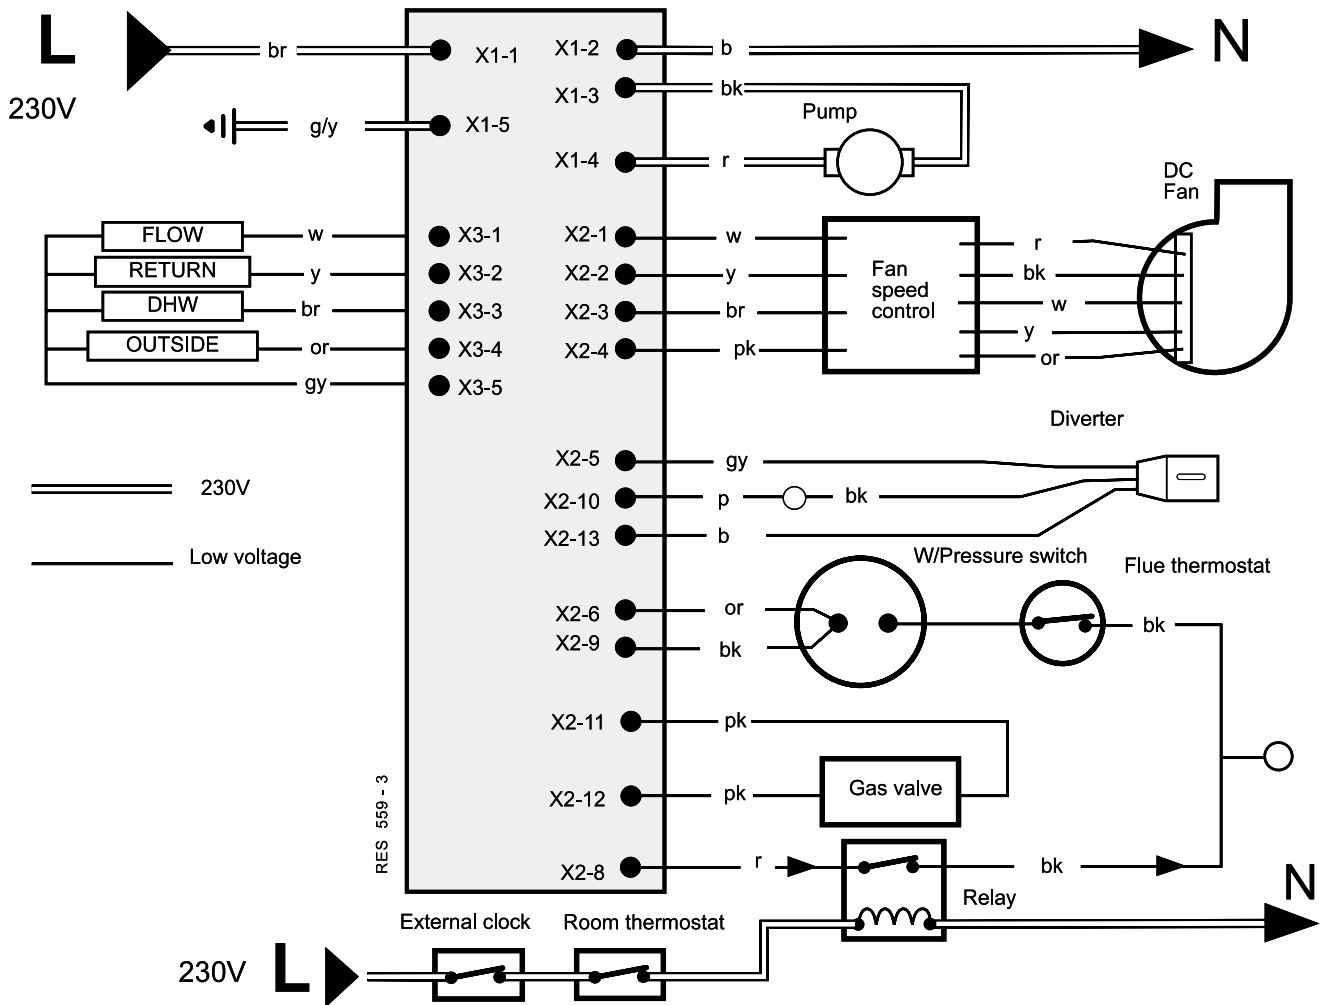 L
230V
br
X1-1
X1-2
b
N
X1-3
bk
Pump
g/y
X1-5
X1-4
r
DC
Fan
FLOW
w
X3-1
X2-1
w
r
RETURN
y
X3-2
X2-2
y
Fan
speed
control
bk
DHW
br
X3-3
X2-3
br
w
OUTSIDE
or
X3-4
X2-4
pk
y
or
gy
X3-5
Diverter
230V
X2-5
gy
X2-10
p
bk
X2-13
b
Low voltage
W/Pressure switch
Flue thermostat
X2-6
or
X2-9
bk
bk
X2-11
pk
X2-12
pk
Gas valve
RES 559 - 3
X2-8
r
bk
Relay
N
External clock
Room thermostat
230V
L